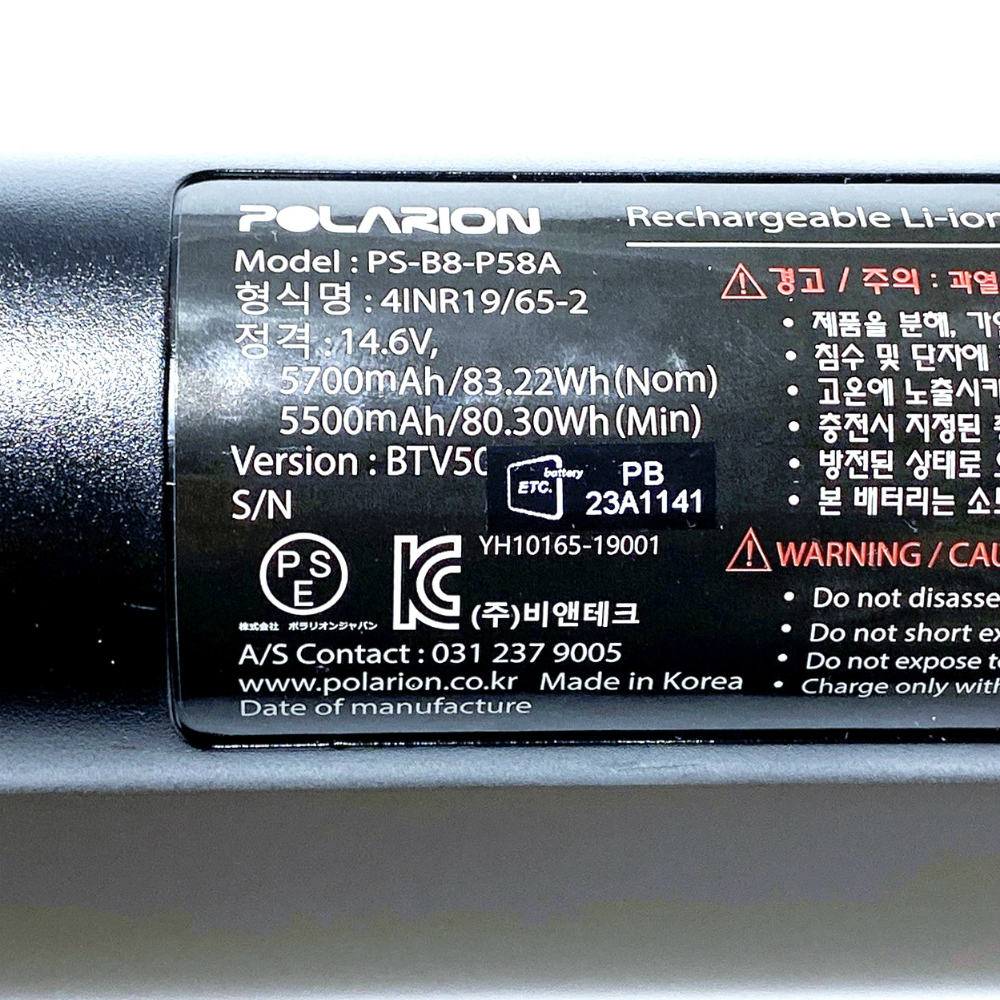 POLARION
Rechargeable Li-ion
Model : PS-B8-P58A
형식명 : 4INR19/65-2
정격 : 14.6V,
5700mAh/83.22Wh(Nom)
5500mAh/80.30Wh(Min)
Version : BTV50
S/N
battery
ETC.
PB
23A1141
PSE
株式会社 ポラリオンジャパン
YH10165-19001
(주)비앤테크
A/S Contact : 031 237 9005
www.polarion.co.kr Made in Korea
Date of manufacture
경고 / 주의 : 과열
• 제품을 분해,
• 침수 및 단자에
• 고온에 노출시키
• 충전시 지정된
• 방전된 상태로
• 본 배터리는
WARNING / CAU
• Do not disasse
• Do not short ex
• Do not expose to
• Charge only with